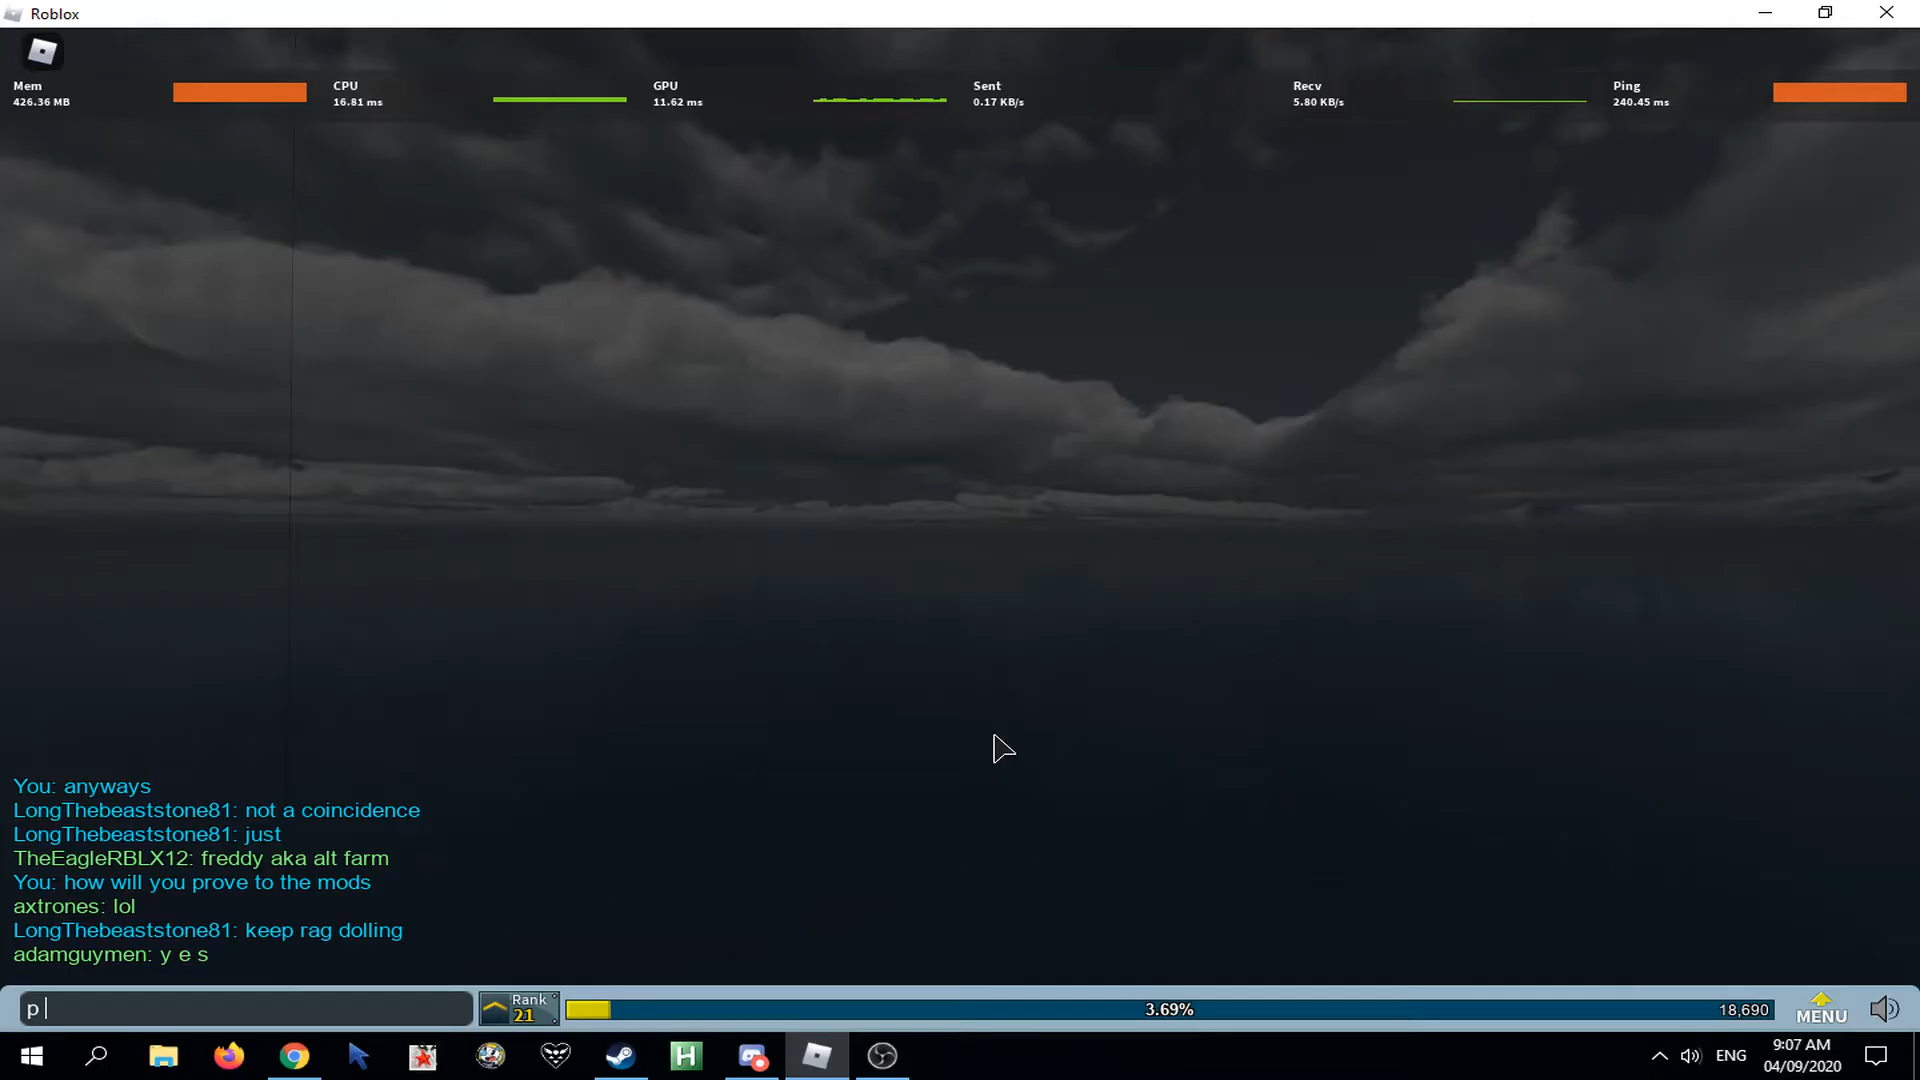 Roblox
Mem
426.36 MB
CPU
16.81 ms
GPU
11.62 ms
Sent
0.17 KB/s
Recv
5.80 KB/s
Ping
240.45 ms
You: anyways
LongThebeaststone81: not a coincidence
LongThebeaststone81: just
TheEagleRBLX12: freddy aka alt farm
You: how will you prove to the mods
axtrones: lol
LongThebeaststone81: keep rag dolling
adamguymen: y e s
p
Rank
21
3.69%
18,690
MENU
H
ENG
9:07 AM
04/09/2020